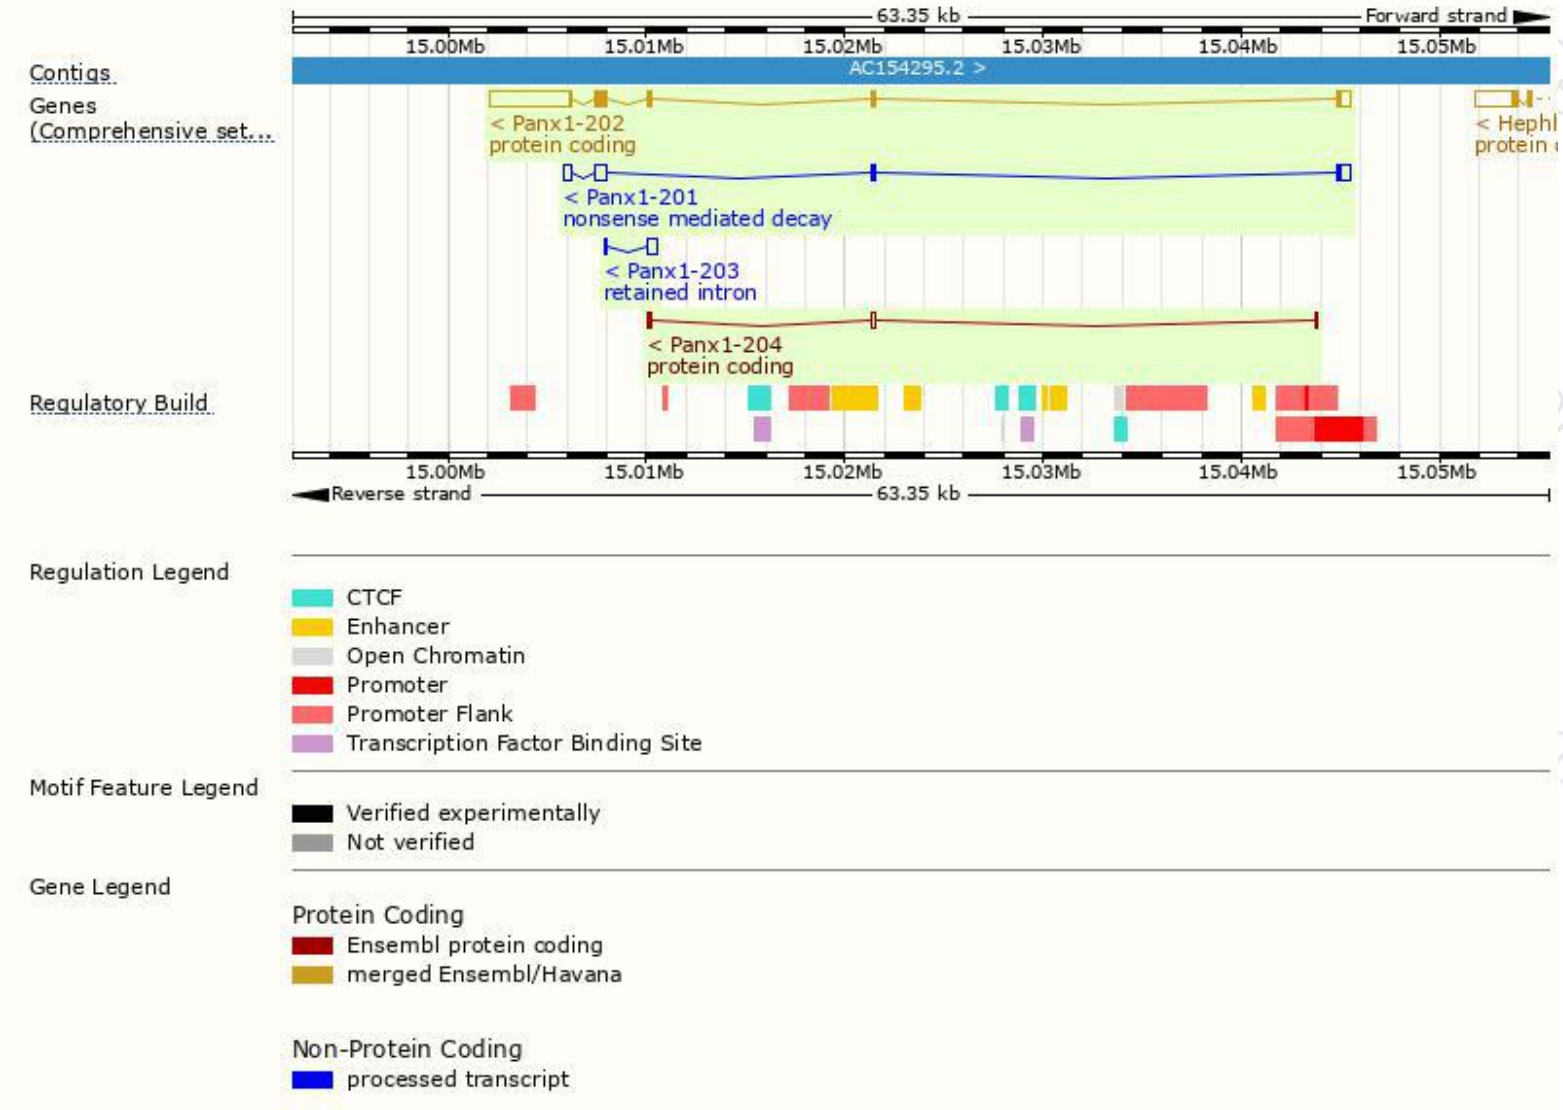 63.35 kb
Forward strand
15.00Mb 15.01Mb 15.02Mb 15.03Mb 15.04Mb 15.05Mb
Contigs
AC154295.2 >
Genes
(Comprehensive set...
< Panx1-202
protein coding
< Hephl
protein
< Panx1-201
nonsense mediated decay
< Panx1-203
retained intron
< Panx1-204
protein coding
Regulatory Build
15.00Mb 15.01Mb 15.02Mb 15.03Mb 15.04Mb 15.05Mb
Reverse strand
63.35 kb
Regulation Legend
CTCF
Enhancer
Open Chromatin
Promoter
Promoter Flank
Transcription Factor Binding Site
Motif Feature Legend
Verified experimentally
Not verified
Gene Legend
Protein Coding
Ensembl protein coding
merged Ensembl/Havana
Non-Protein Coding
processed transcript